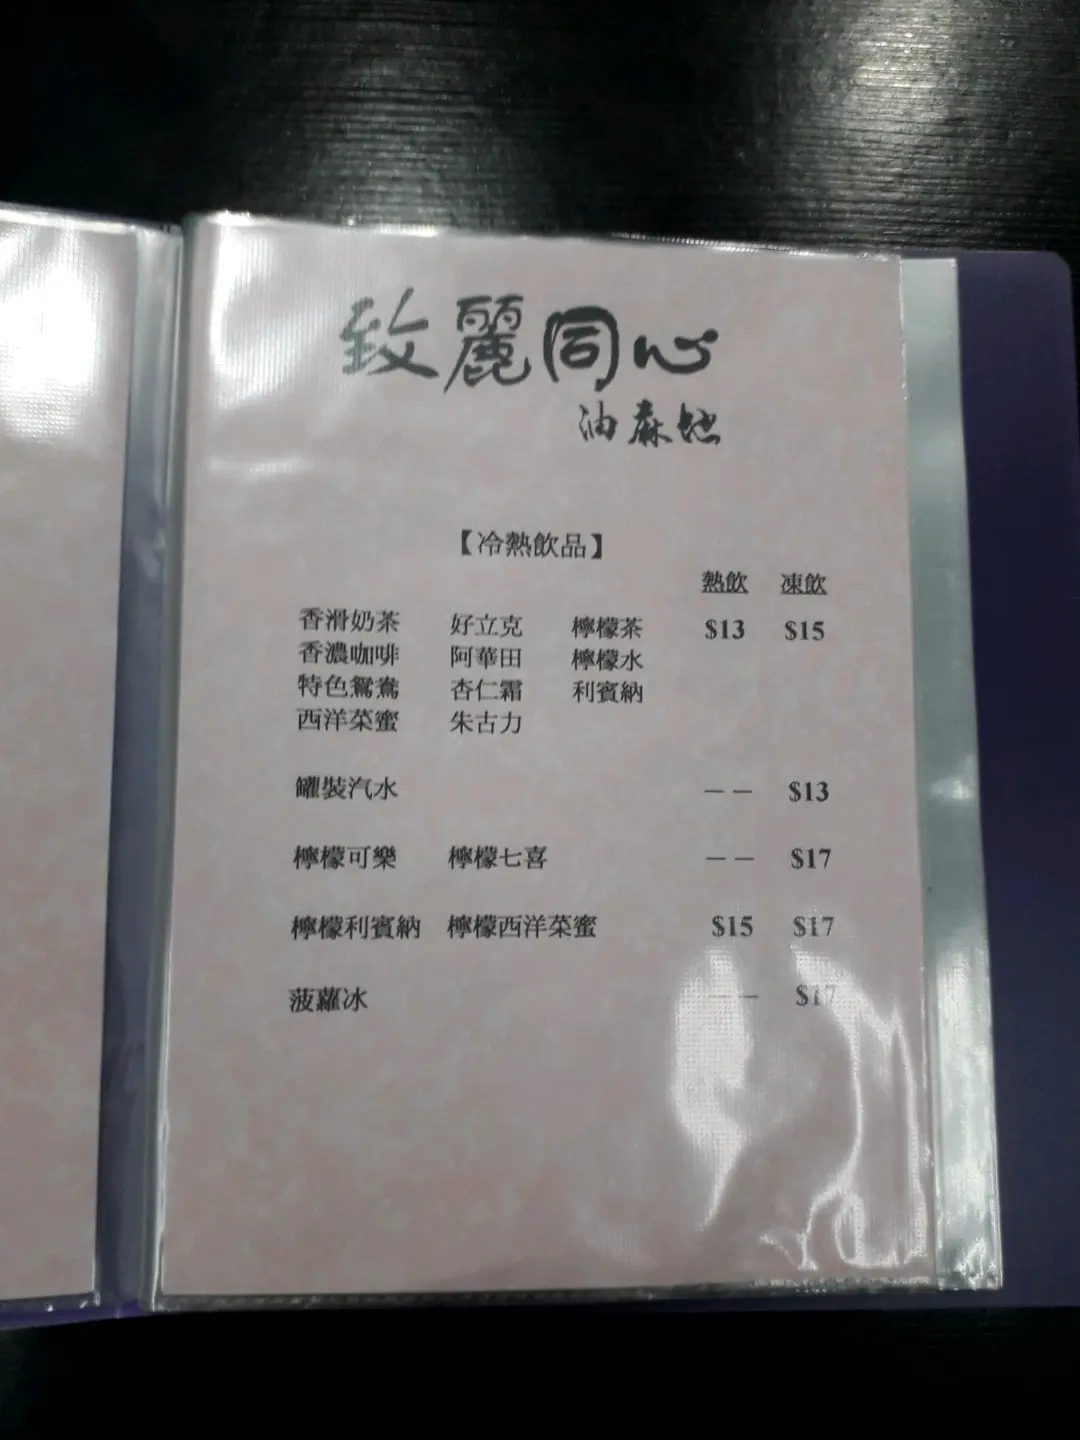 致麗同心
油麻地
【冷熱飲品】
熱飲 凍飲
香滑奶茶 好立克 檸檬茶 $13 $15
香濃咖啡 阿華田 檸檬水
特色鴛鴦 杏仁霜 利賓納
西洋菜蜜 朱古力
罐裝汽水 -- $13
檸檬可樂 檸檬七喜 -- $17
檸檬利賓納 檸檬西洋菜蜜 $15 $17
菠蘿冰 -- $17